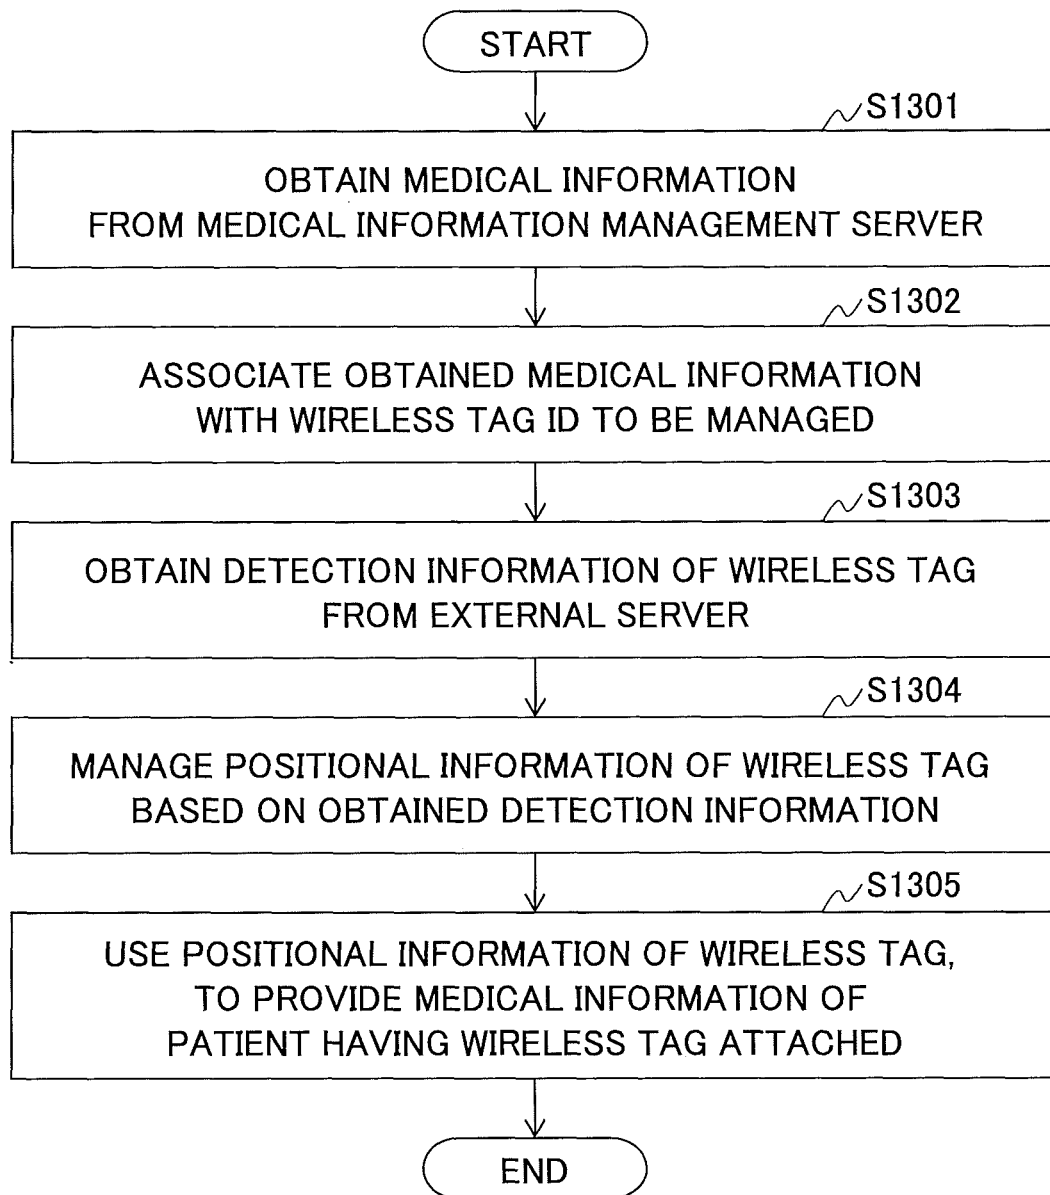 START
S1301
OBTAIN MEDICAL INFORMATION
FROM MEDICAL INFORMATION MANAGEMENT SERVER
S1302
ASSOCIATE OBTAINED MEDICAL INFORMATION
WITH WIRELESS TAG ID TO BE MANAGED
S1303
OBTAIN DETECTION INFORMATION OF WIRELESS TAG
FROM EXTERNAL SERVER
S1304
MANAGE POSITIONAL INFORMATION OF WIRELESS TAG
BASED ON OBTAINED DETECTION INFORMATION
S1305
USE POSITIONAL INFORMATION OF WIRELESS TAG,
TO PROVIDE MEDICAL INFORMATION OF
PATIENT HAVING WIRELESS TAG ATTACHED
END